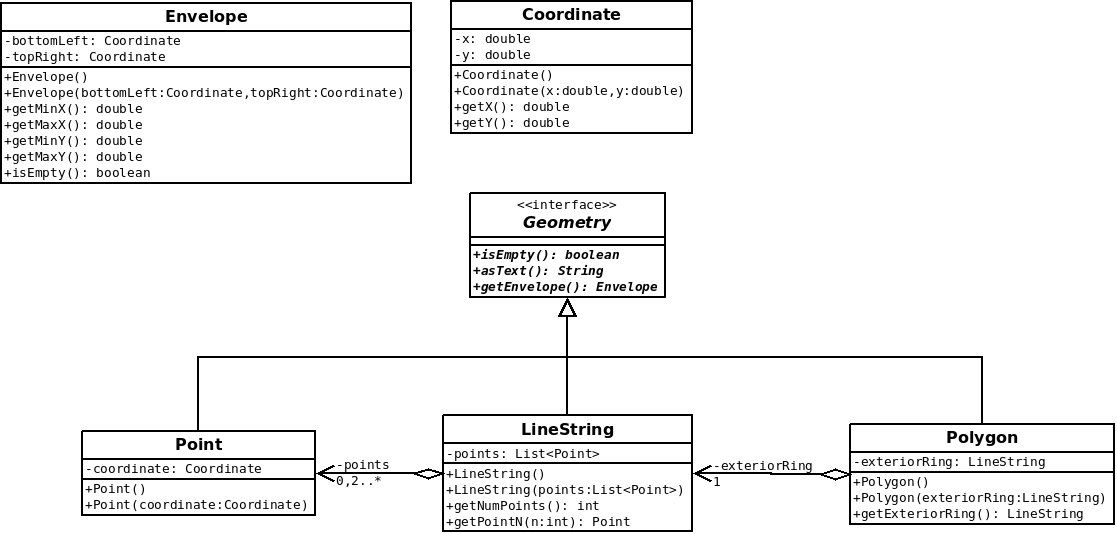 Envelope
-bottomLeft: Coordinate
-topRight: Coordinate
+Envelope()
+Envelope(bottomLeft:Coordinate,topRight:Coordinate)
+getMinX(): double
+getMaxX(): double
+getMinY(): double
+getMaxY(): double
+isEmpty(): boolean
Coordinate
-x: double
-y: double
+Coordinate()
+Coordinate(x:double,y:double)
+getX(): double
+getY(): double
<<interface>>
Geometry
+isEmpty(): boolean
+asText(): String
+getEnvelope(): Envelope
Point
-coordinate: Coordinate
+Point()
+Point(coordinate:Coordinate)
-points
0,2..*
LineString
-points: List<Point>
+LineString()
+LineString(points:List<Point>)
+getNumPoints(): int
+getPointN(n:int): Point
-exteriorRing
1
Polygon
-exteriorRing: LineString
+Polygon()
+Polygon(exteriorRing:LineString)
+getExteriorRing(): LineString